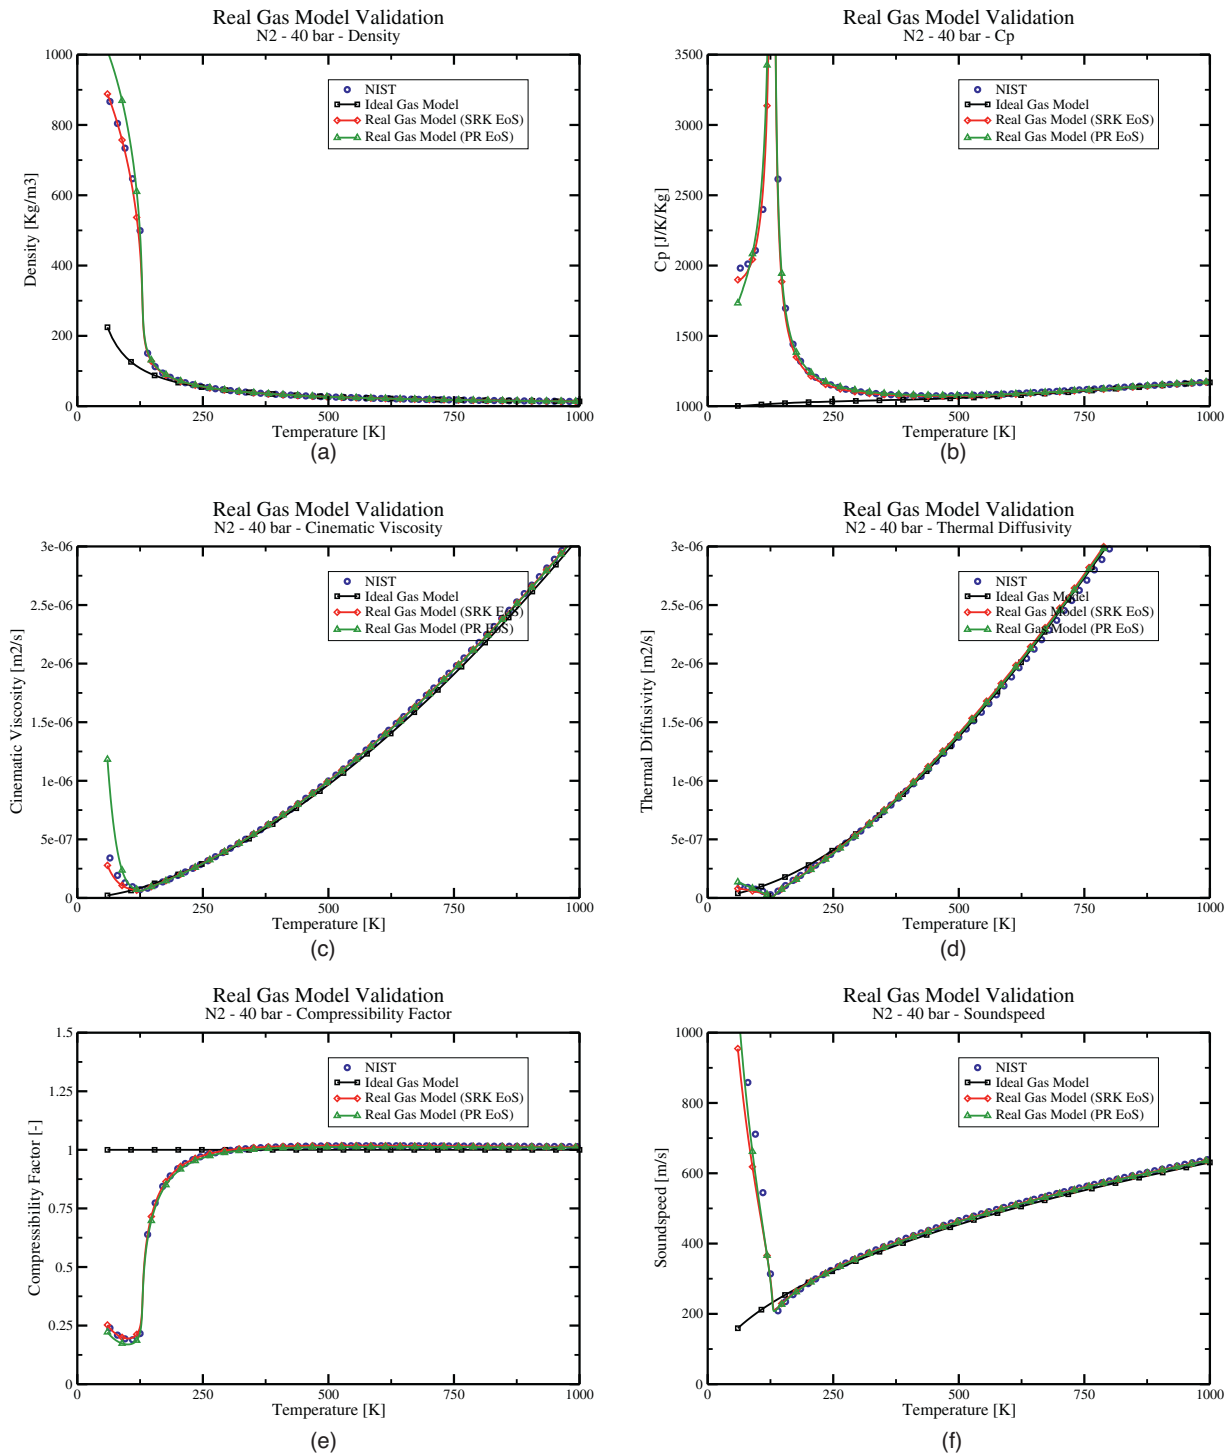 Real Gas Model Validation
N2 - 40 bar - Density
1000
800
600
400
200
0
Density [Kg/m3]
NIST
Ideal Gas Model
Real Gas Model (SRK EoS)
Real Gas Model (PR EoS)
0 250 500 750 1000
Temperature [K]
(a)
Real Gas Model Validation
N2 - 40 bar - Cp
3500
3000
2500
2000
1500
1000
Cp [J/K/Kg]
NIST
Ideal Gas Model
Real Gas Model (SRK EoS)
Real Gas Model (PR EoS)
0 250 500 750 1000
Temperature [K]
(b)
Real Gas Model Validation
N2 - 40 bar - Cinematic Viscosity
3e-06
2.5e-06
2e-06
1.5e-06
1e-06
5e-07
0
Cinematic Viscosity [m2/s]
NIST
Ideal Gas Model
Real Gas Model (SRK EoS)
Real Gas Model (PR EoS)
0 250 500 750 1000
Temperature [K]
(c)
Real Gas Model Validation
N2 - 40 bar - Thermal Diffusivity
3e-06
2.5e-06
2e-06
1.5e-06
1e-06
5e-07
0
Thermal Diffusivity [m2/s]
NIST
Ideal Gas Model
Real Gas Model (SRK EoS)
Real Gas Model (PR EoS)
0 250 500 750 1000
Temperature [K]
(d)
Real Gas Model Validation
N2 - 40 bar - Compressibility Factor
1.5
1.25
1
0.75
0.5
0.25
0
Compressibility Factor [-]
NIST
Ideal Gas Model
Real Gas Model (SRK EoS)
Real Gas Model (PR EoS)
0 250 500 750 1000
Temperature [K]
(e)
Real Gas Model Validation
N2 - 40 bar - Soundspeed
1000
800
600
400
200
0
Soundspeed [m/s]
NIST
Ideal Gas Model
Real Gas Model (SRK EoS)
Real Gas Model (PR EoS)
0 250 500 750 1000
Temperature [K]
(f)